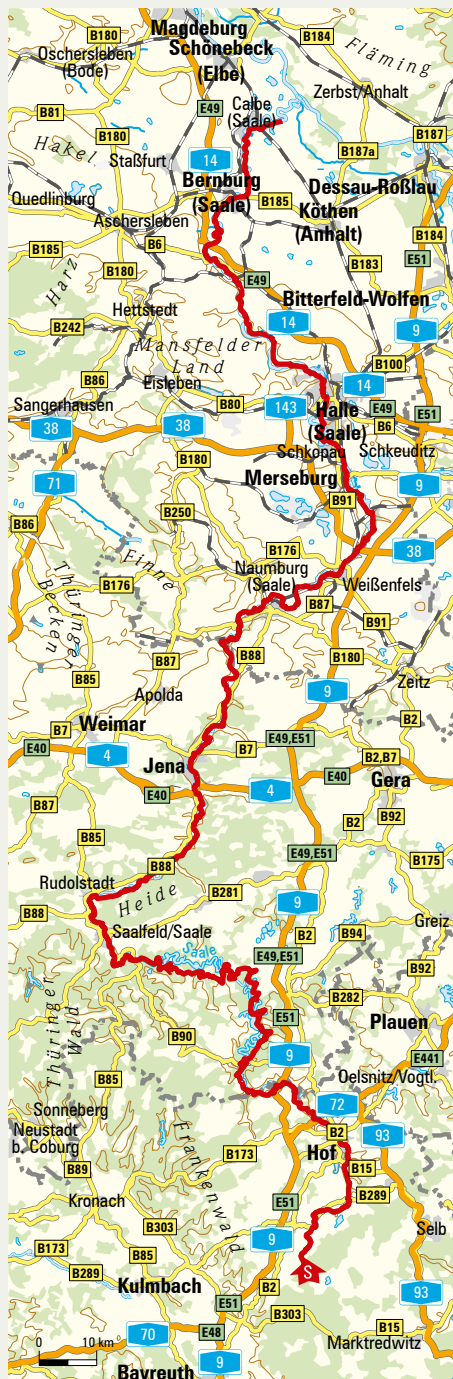 B180
Magdeburg
B184
Schönebeck
Fläming
Oschersleben
(Bode)
(Elbe)
Zerbst/Anhalt
E49
Calbe
(Saale)
B81
B180
B187
Hakel
B187a
Staßfurt
14
Bernburg
(Saale)
Dessau-Roßlau
Quedlinburg
B185
Köthen
(Anhalt)
Aschersleben
B184
B185
B6
E51
B183
Harz
B180
E49
Bitterfeld-Wolfen
Hettstedt
14
9
B242
Mansfelder
Land
B100
B86
Eisleben
14
Sangerhausen
B80
143
Halle
(Saale)
E49
E51
38
38
B6
Schkopau
Schkeuditz
B180
71
Merseburg
9
B91
B250
B86
38
Finne
B176
Naumburg
(Saale)
Thüringer
Becken
B176
Weißenfels
B87
B91
B88
B87
B180
B85
9
Zeitz
Apolda
B2
Weimar
B7
B7
E49,E51
B2,B7
E40
4
Jena
E40
Gera
E40
4
B87
B92
B2
B85
E49,E51
B175
B88
Rudolstadt
Heide
B281
9
B88
Greiz
B2
B94
Saalfeld/Saale
Saale
E49,E51
B92
B282
Thüringer
Wald
E51
Plauen
B90
9
E441
Oelsnitz/Vogtl.
B85
72
Sonneberg
B2
93
Neustadt
b. Coburg
Frankenwald
B173
Hof
B15
B89
B289
Kronach
E51
B303
9
Selb
B173
B85
S
B289
Kulmbach
B2
93
E51
B303
0
10 km
70
E48
B15
Marktredwitz
9
Bayreuth